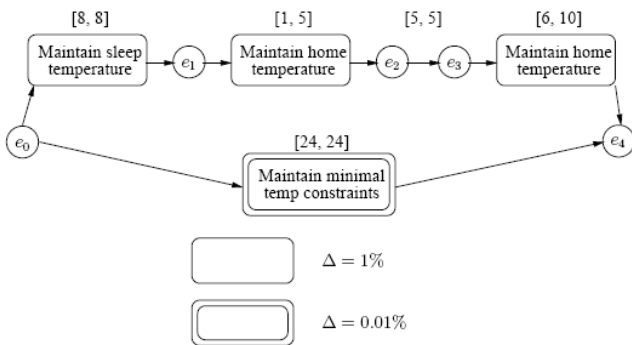 [8, 8] [1, 5] [5, 5] [6, 10]
Maintain sleep
temperature
e1
Maintain home
temperature
e2
e3
Maintain home
temperature
e0
[24, 24]
e4
Maintain minimal
temp constraints
Δ = 1%
Δ = 0.01%